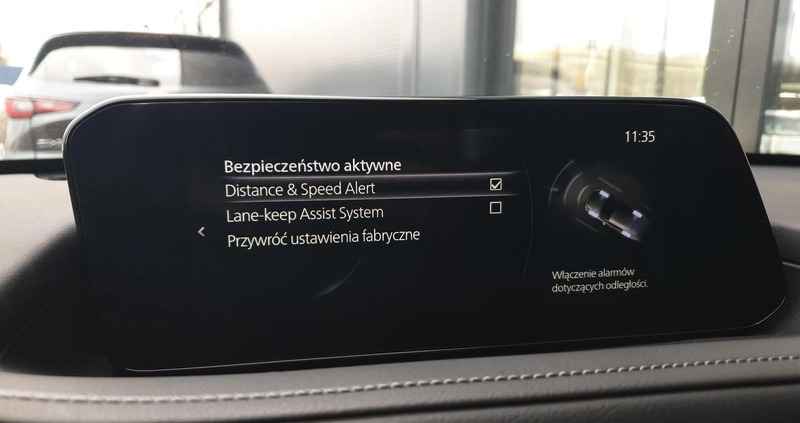 11:35
Bezpieczeństwo aktywne
Distance & Speed Alert
Lane-keep Assist System
Przywróć ustawienia fabryczne
Włączenie alarmów
dotyczących odległości.